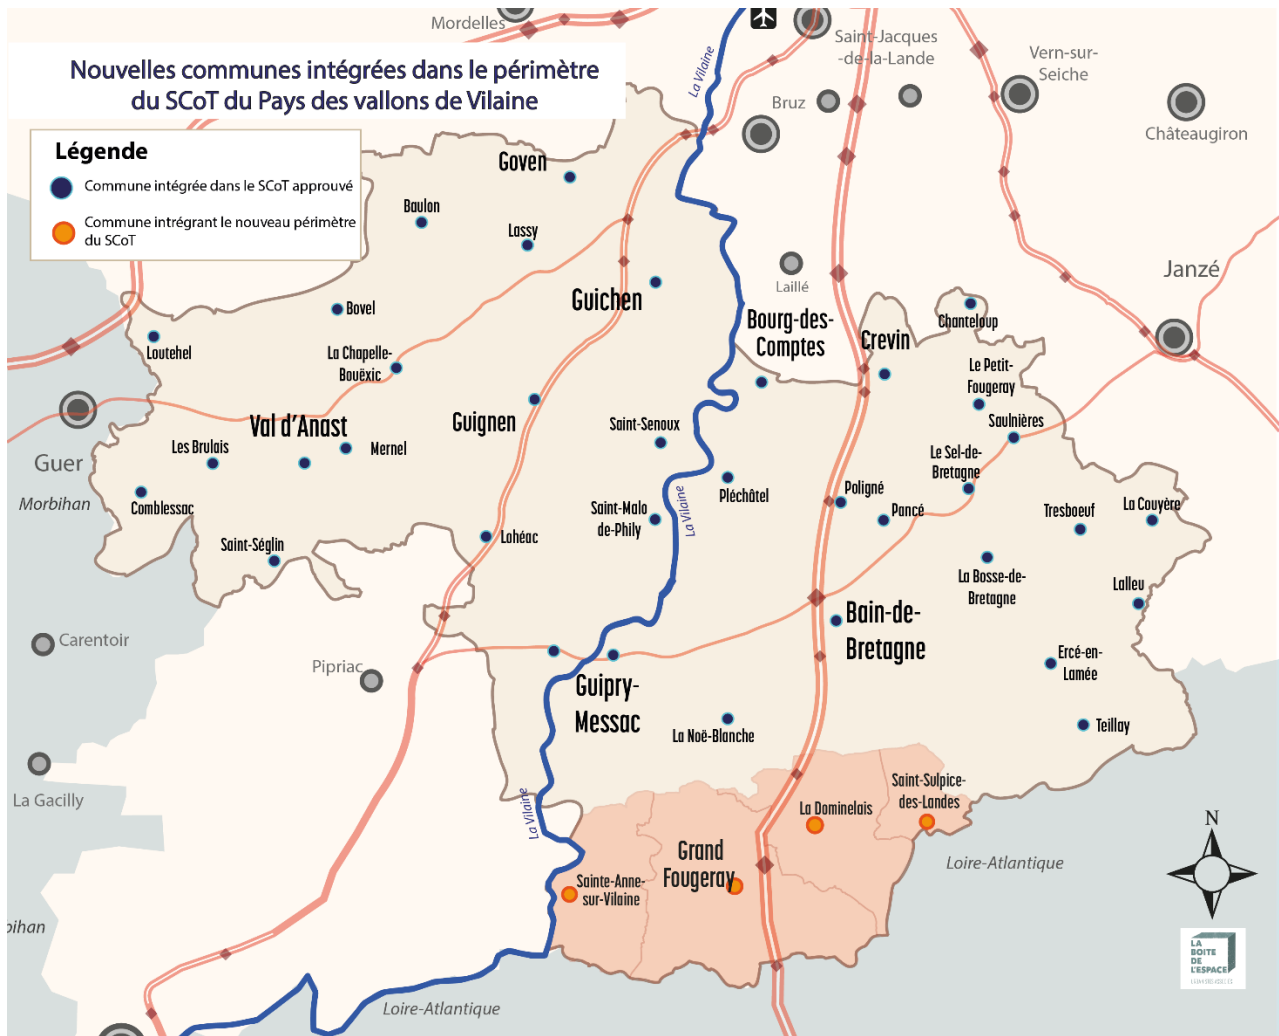 Mordelles
Nouvelles communes intégrées dans le périmètre
du SCoT du Pays des vallons de Vilaine
Légende
Commune intégrée dans le SCoT approuvé
Commune intrégrant le nouveau périmètre
du SCoT
La Vilaine
Saint-Jacques
-de-la-Lande
Vern-sur-
Seiche
Bruz
Châteaugiron
Goven
Baulon
Lassy
Guichen
Laillé
Janzé
Bovel
Loutehel
La Chapelle-
Bouëxic
Bourg-des-
Comptes
Crevin
Chanteloup
Le Petit-
Fougeray
Saulnières
Val d'Anast
Guignen
Saint-Senoux
Les Brulais
Mernel
Le Sel-de-
Bretagne
Guer
Morbihan
Comblessac
Pléchâtel
Poligné
Pancé
Tresboeuf
La Couyère
Saint-Malo
de-Phily
La Vilaine
Saint-Séglin
Lohéac
La Bosse-de-
Bretagne
Lalleu
Carentoir
Pipriac
Bain-de-
Bretagne
Ercé-en-
Lamée
Guipry-
Messac
La Noë-Blanche
Teillay
La Gacilly
La Vilaine
La Dominelais
Saint-Sulpice-
des-Landes
Grand
Fougeray
Sainte-Anne-
sur-Vilaine
Loire-Atlantique
N
bihan
Loire-Atlantique
LA
BOITE
DE
L'ESPACE